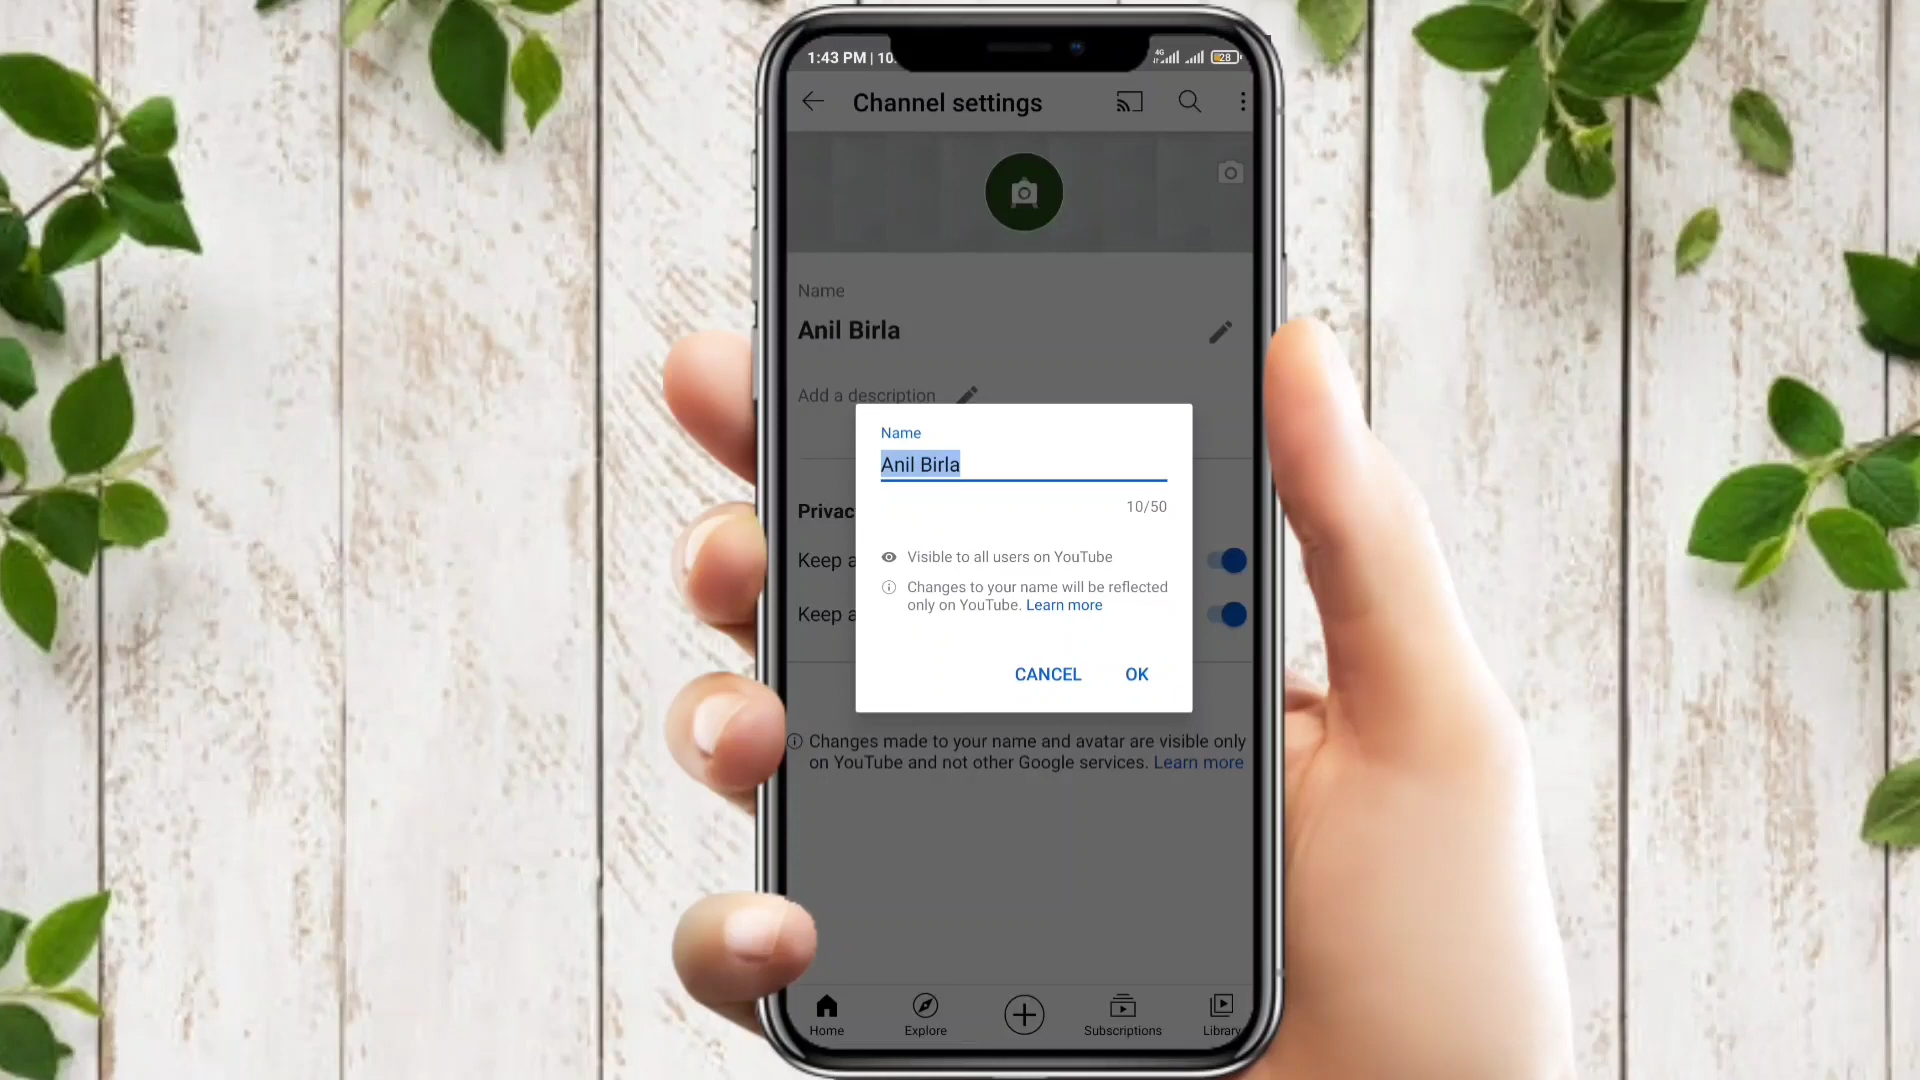 1:43 PM | 10.
4G
28
Channel settings
Name
Anil Birla
Add a description
Name
Anil Birla
10/50
Privac
Keep a
Visible to all users on YouTube
Changes to your name will be reflected
only on YouTube. Learn more
Keep a
CANCEL OK
Changes made to your name and avatar are visible only
on YouTube and not other Google services. Learn more
Home Explore Subscriptions Library